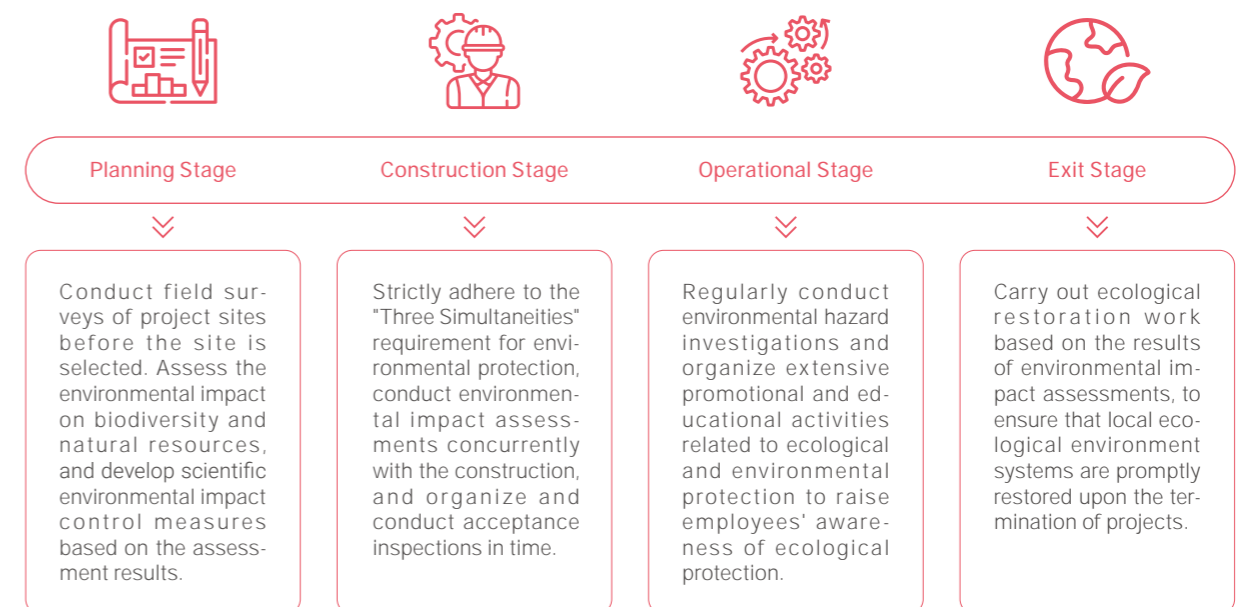 Planning Stage
Construction Stage
Operational Stage
Exit Stage
Conduct field sur-
veys of project sites
before the site is
selected. Assess the
environmental impact
on biodiversity and
natural resources,
and develop scientific
environmental impact
control measures
based on the assess-
ment results.
Strictly adhere to the
"Three Simultaneities"
requirement for envi-
ronmental protection,
conduct environmen-
tal impact assess-
ments concurrently
with the construction,
and organize and
conduct acceptance
inspections in time.
Regularly conduct
environmental hazard
investigations and
organize extensive
promotional and ed-
ucational activities
related to ecological
and environmental
protection to raise
employees' aware-
ness of ecological
protection.
Carry out ecological
restoration work
based on the results
of environmental im-
pact assessments, to
ensure that local eco-
logical environment
systems are promptly
restored upon the ter-
mination of projects.